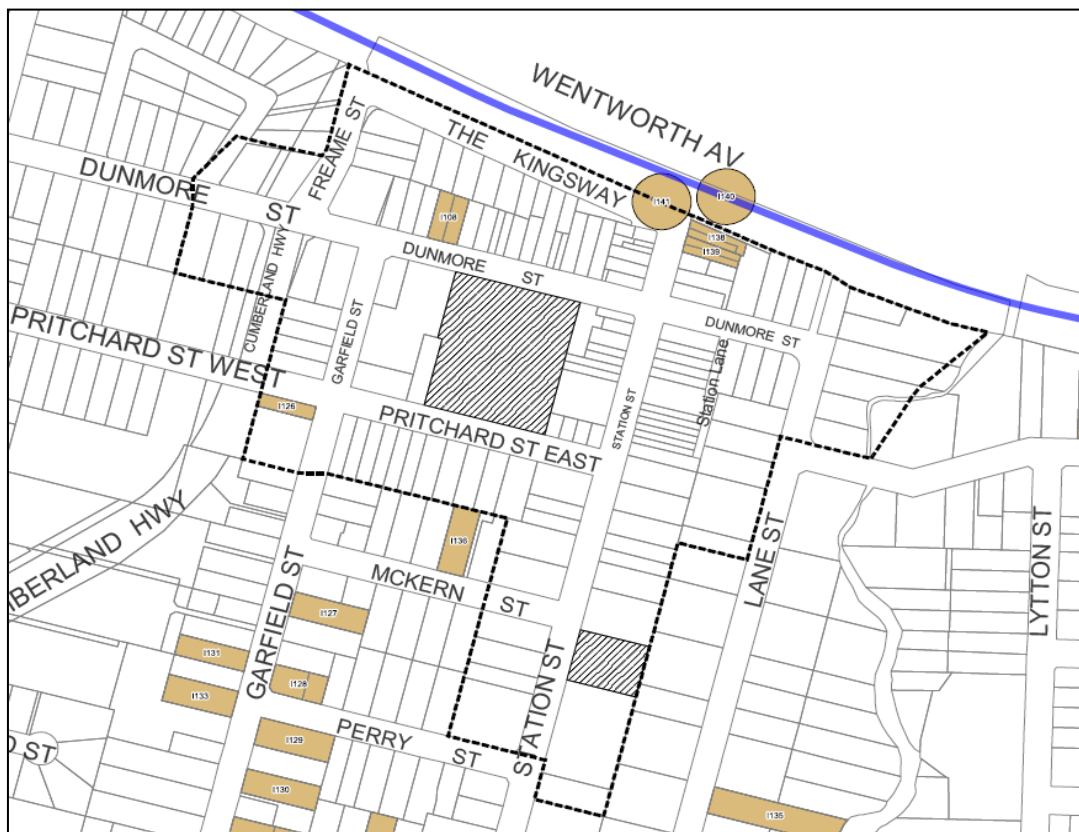 WENTWORTH AV
THE KINGSWAY
FREAME ST
DUNMORE
ST
I141
I140
I108
I138
I139
DUNMORE ST
CUMBERLAND HWY
GARFIELD ST
DUNMORE ST
Station Lane
STATION ST
PRITCHARD ST WEST
I126
PRITCHARD ST EAST
I136
MCKERN ST
LANE ST
LYTTON ST
GARFIELD ST
I127
I131
I128
I133
I129
PERRY ST
STATION ST
I130
I135